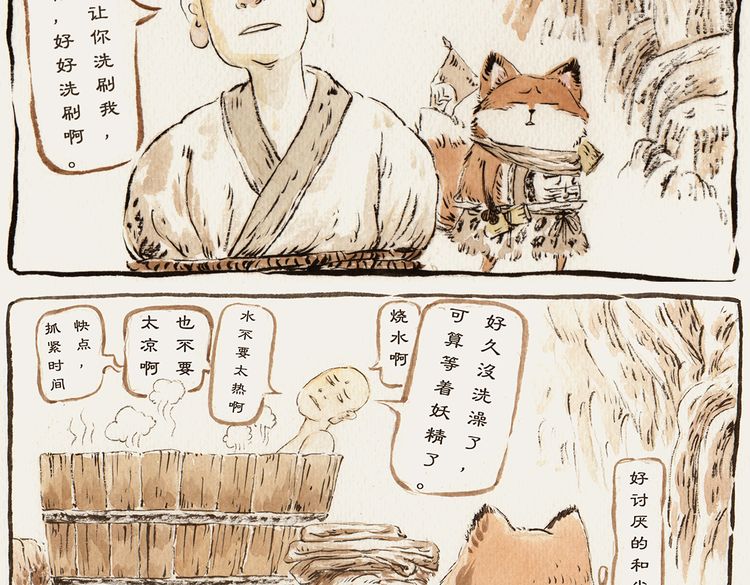 让你洗刷我，
，好好洗刷啊。
好久沒洗澡了，
可算等着妖精了。
烧水啊
水不要太热啊
也不要
太凉啊
快点，
抓紧时间
好讨厌的和